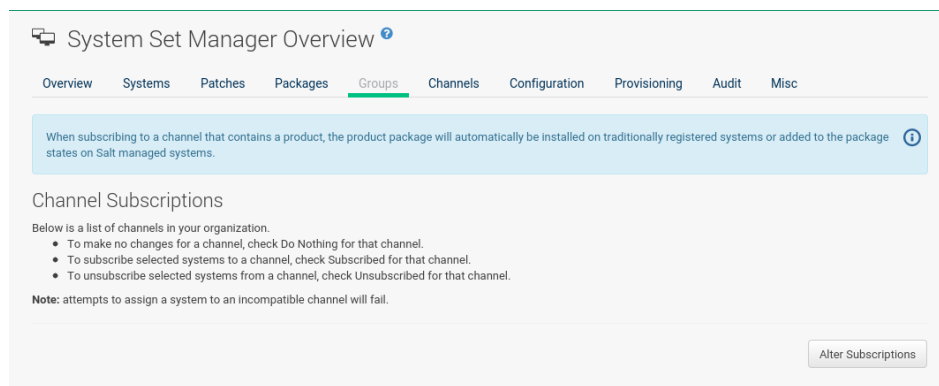 System Set Manager Overview ?
Overview Systems Patches Packages Groups Channels Configuration Provisioning Audit Misc
When subscribing to a channel that contains a product, the product package will automatically be installed on traditionally registered systems or added to the package
states on Salt managed systems.
Channel Subscriptions
Below is a list of channels in your organization.
• To make no changes for a channel, check Do Nothing for that channel.
• To subscribe selected systems to a channel, check Subscribed for that channel.
• To unsubscribe selected systems from a channel, check Unsubscribed for that channel.
Note: attempts to assign a system to an incompatible channel will fail.
Alter Subscriptions